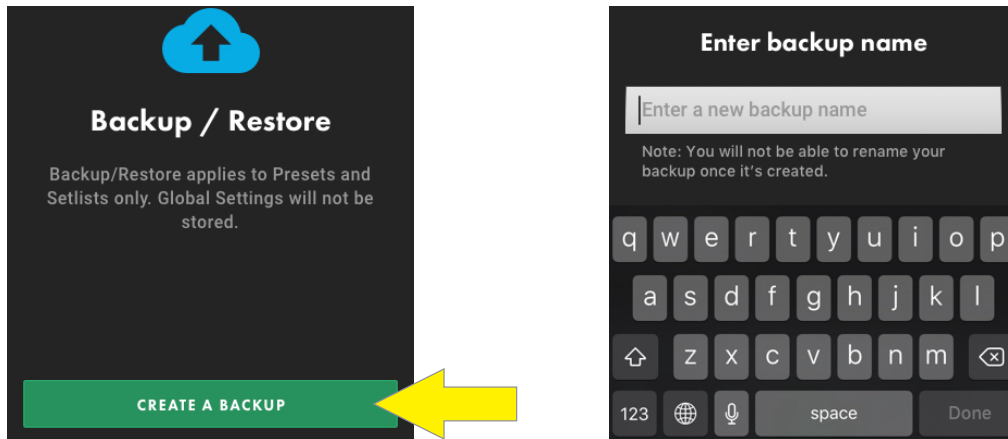 Backup / Restore
Backup/Restore applies to Presets and
Setlists only. Global Settings will not be
stored.
CREATE A BACKUP
Enter backup name
Enter a new backup name
Note: You will not be able to rename your
backup once it's created.
q w e r t y u i o p
a s d f g h j k l
z x c v b n m
123 space Done